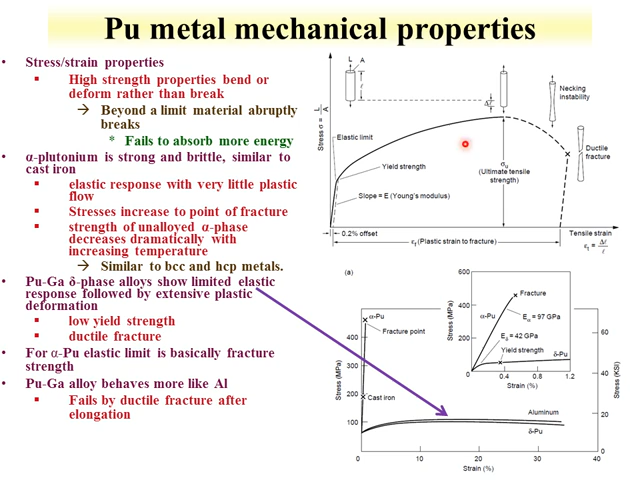 Pu metal mechanical properties
• Stress/strain properties
▪ High strength properties bend or
deform rather than break
→ Beyond a limit material abruptly
breaks
* Fails to absorb more energy
• α-plutonium is strong and brittle, similar to
cast iron
▪ elastic response with very little plastic
flow
▪ Stresses increase to point of fracture
▪ strength of unalloyed α-phase
decreases dramatically with
increasing temperature
→ Similar to bcc and hcp metals.
• Pu-Ga δ-phase alloys show limited elastic
response followed by extensive plastic
deformation
▪ low yield strength
▪ ductile fracture
• For α-Pu elastic limit is basically fracture
strength
• Pu-Ga alloy behaves more like Al
▪ Fails by ductile fracture after
elongation
L A
ℓ
Δℓ
Necking
instability
Ductile
fracture
Stress σ = L/A
Elastic limit
Yield strength
σu
(Ultimate tensile
strength)
Slope = E (Young's modulus)
0.2% offset
εf (Plastic strain to fracture)
Tensile strain
εt = Δℓ/ℓ
(a)
Stress (MPa)
400
300
200
100
0 10 20 30 40
Strain (%)
α-Pu
Fracture point
Cast iron
Aluminum
δ-Pu
60
40
20
0
Stress (KSI)
600
400
200
0
Stress (MPa)
Fracture
α-Pu
Eα = 97 GPa
Eδ = 42 GPa
Yield strength
δ-Pu
0.4 0.8 1.2
Strain (%)